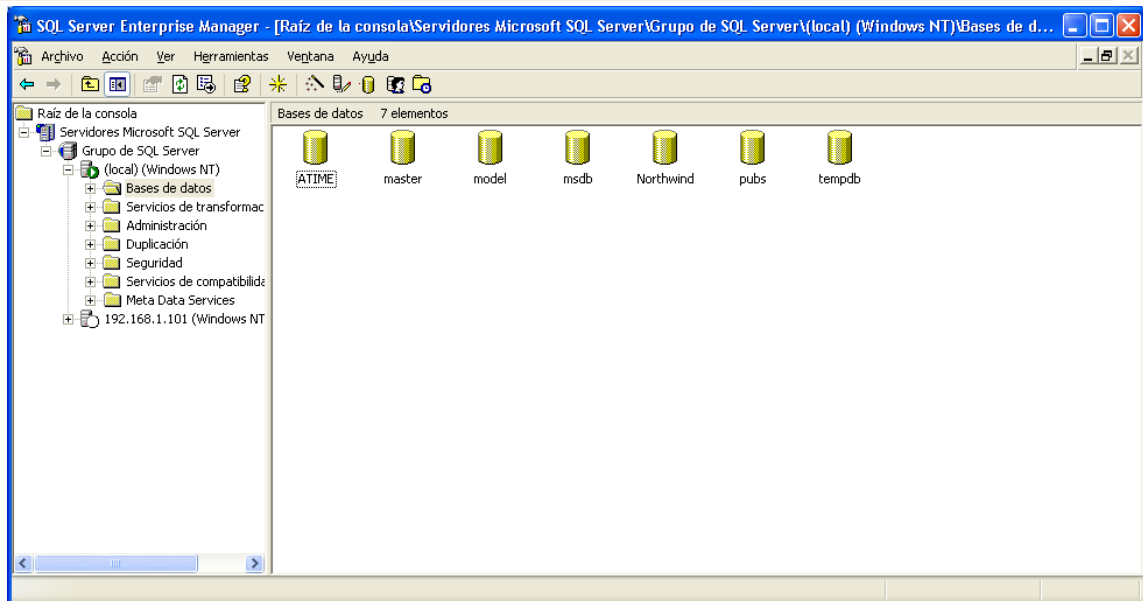 SQL Server Enterprise Manager - [Raíz de la consola\Servidores Microsoft SQL Server\Grupo de SQL Server\(local) (Windows NT)\Bases de d...
Archivo Acción Ver Herramientas Ventana Ayuda
Raíz de la consola
Servidores Microsoft SQL Server
Grupo de SQL Server
(local) (Windows NT)
Bases de datos
Servicios de transformac
Administración
Duplicación
Seguridad
Servicios de compatibilida
Meta Data Services
192.168.1.101 (Windows NT
Bases de datos 7 elementos
ATIME master model msdb Northwind pubs tempdb